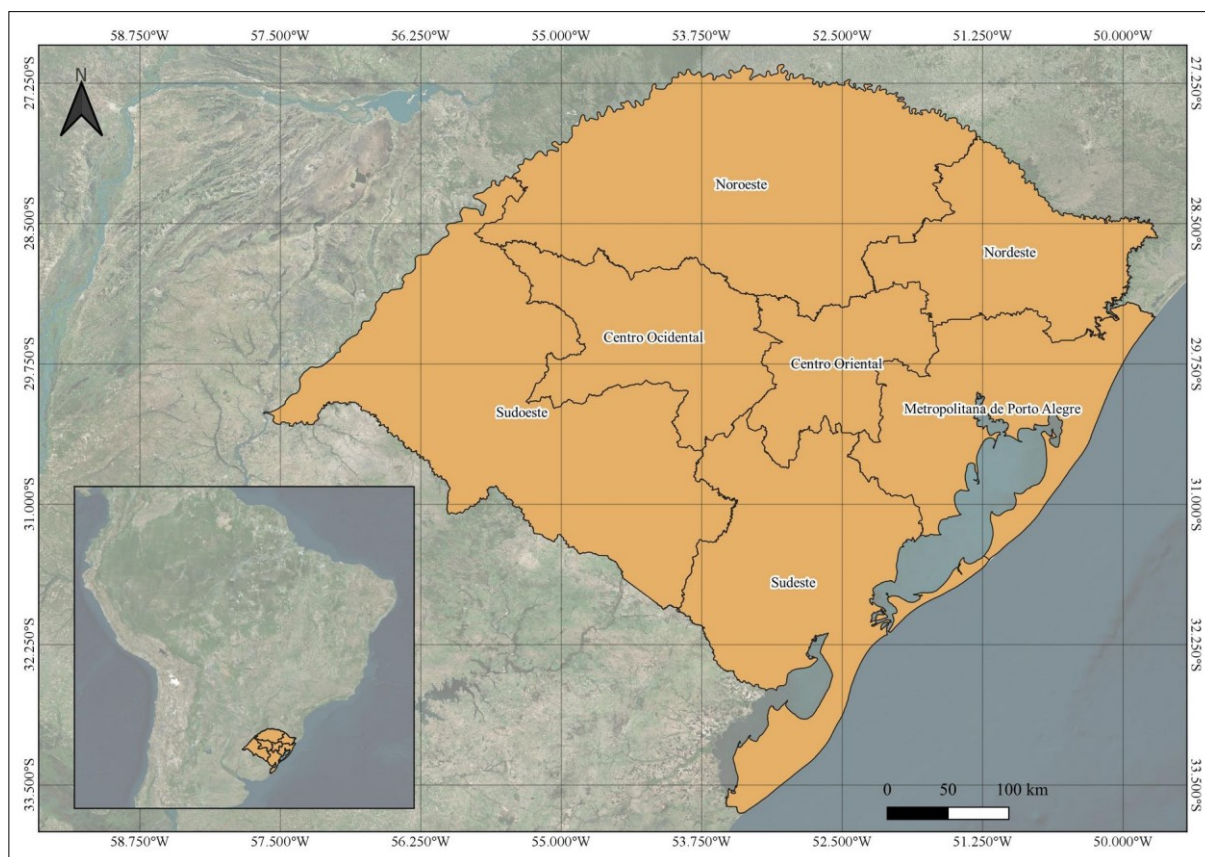 58.750°W 57.500°W 56.250°W 55.000°W 53.750°W 52.500°W 51.250°W 50.000°W
N
27.250°S 27.250°S
Noroeste
28.500°S 28.500°S
Nordeste
Centro Ocidental
Centro Oriental
29.750°S 29.750°S
Sudoeste
Metropolitana de Porto Alegre
31.000°S 31.000°S
Sudeste
32.250°S 32.250°S
33.500°S 33.500°S
0 50 100 km
58.750°W 57.500°W 56.250°W 55.000°W 53.750°W 52.500°W 51.250°W 50.000°W